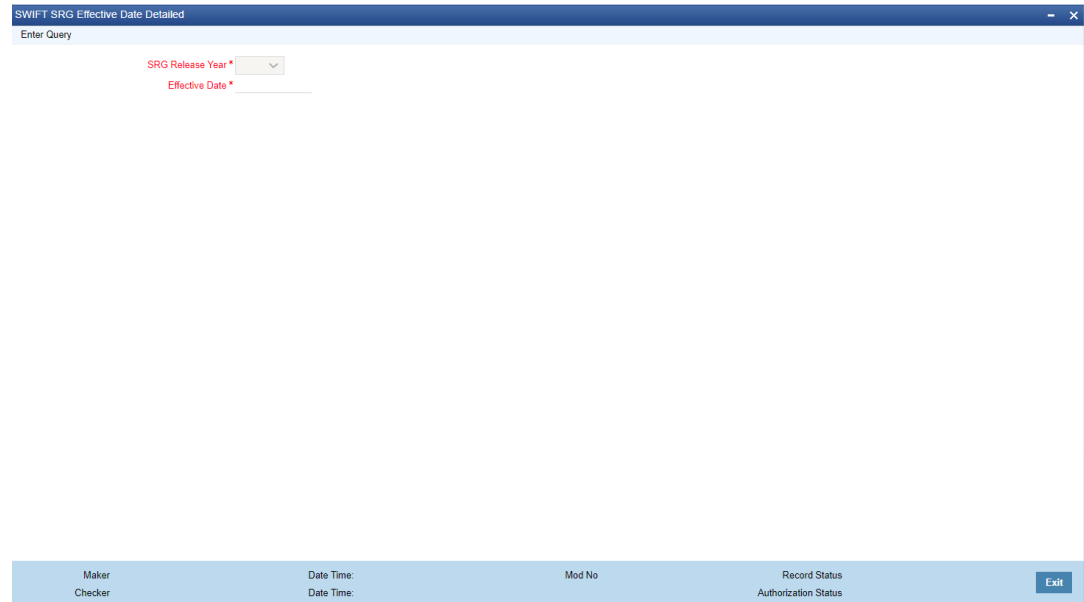 SWIFT SRG Effective Date Detailed
Enter Query
SRG Release Year *
Effective Date *
Maker Date Time: Mod No Record Status
Checker Date Time: Authorization Status
Exit